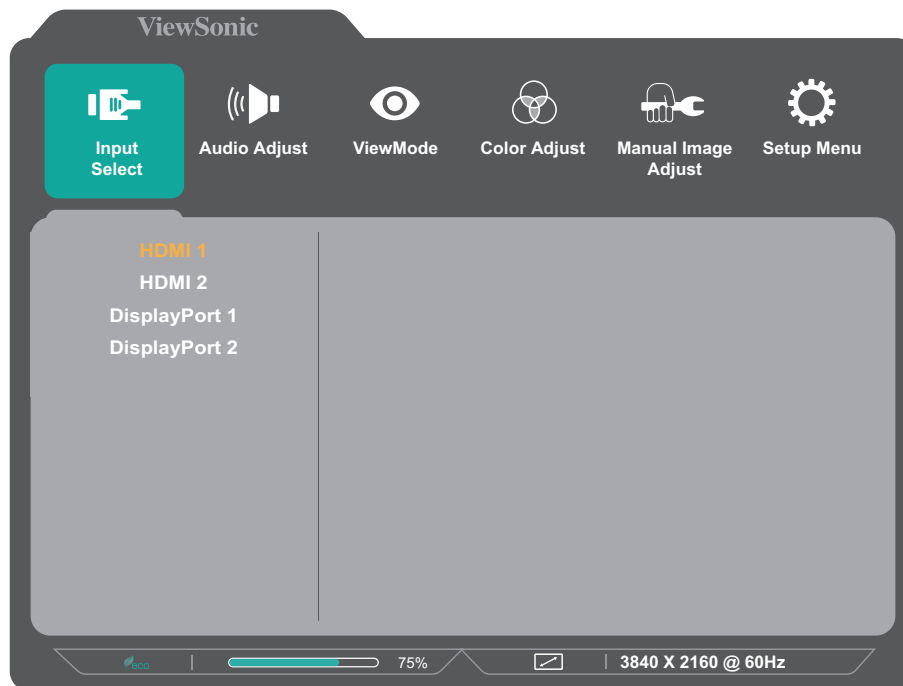 ViewSonic
Input
Select
Audio Adjust
ViewMode
Color Adjust
Manual Image
Adjust
Setup Menu
HDMI 1
HDMI 2
DisplayPort 1
DisplayPort 2
ECO
75%
3840 X 2160 @ 60Hz